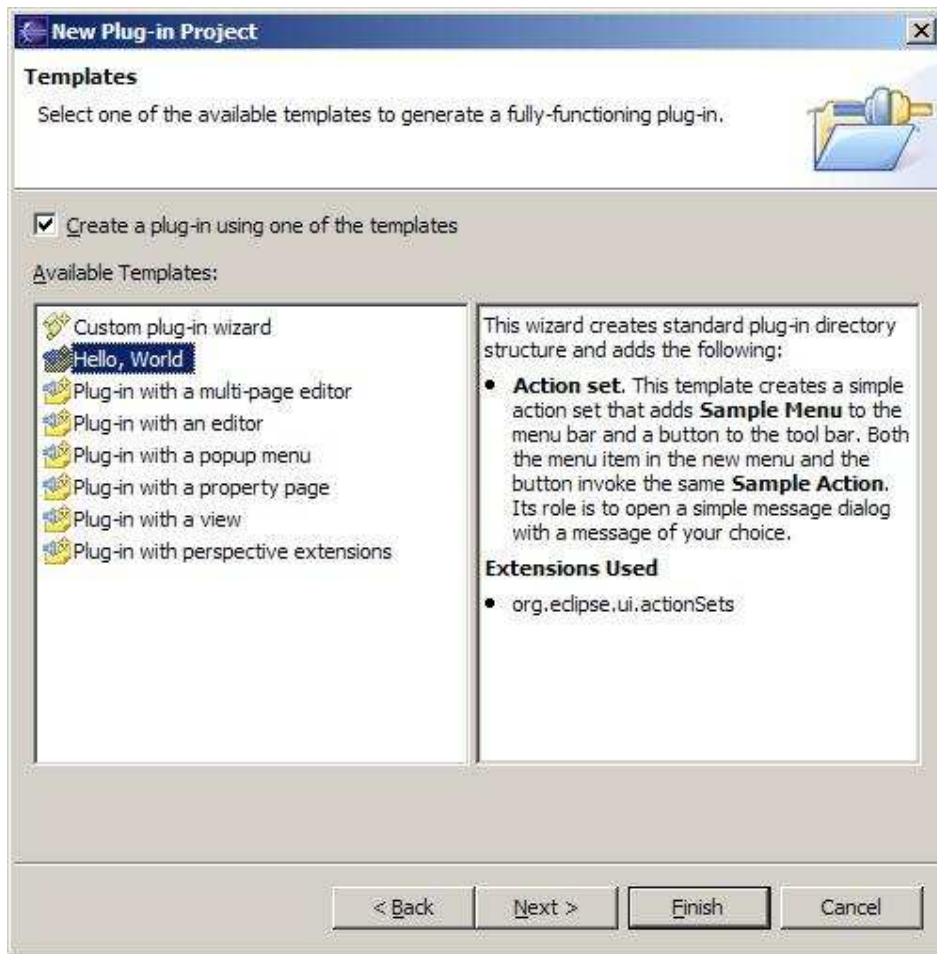 New Plug-in Project
Templates
Select one of the available templates to generate a fully-functioning plug-in.
Create a plug-in using one of the templates
Available Templates:
Custom plug-in wizard
Hello, World
Plug-in with a multi-page editor
Plug-in with an editor
Plug-in with a popup menu
Plug-in with a property page
Plug-in with a view
Plug-in with perspective extensions
This wizard creates standard plug-in directory
structure and adds the following:
• Action set. This template creates a simple
action set that adds Sample Menu to the
menu bar and a button to the tool bar. Both
the menu item in the new menu and the
button invoke the same Sample Action.
Its role is to open a simple message dialog
with a message of your choice.
Extensions Used
• org.eclipse.ui.actionSets
< Back
Next >
Finish
Cancel